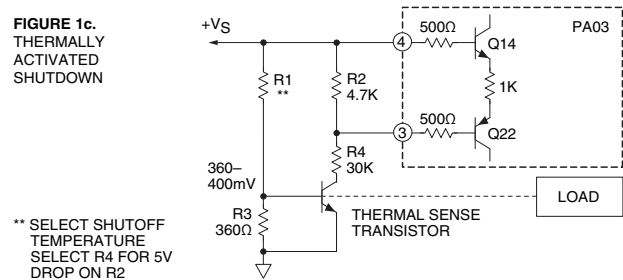 FIGURE 1c.
THERMALLY
ACTIVATED
SHUTDOWN
+VS
R1
**
R2
4.7K
4
500Ω
Q14
PA03
1K
3
500Ω
Q22
R4
30K
360–
400mV
R3
360Ω
THERMAL SENSE
TRANSISTOR
LOAD
** SELECT SHUTOFF
TEMPERATURE
SELECT R4 FOR 5V
DROP ON R2